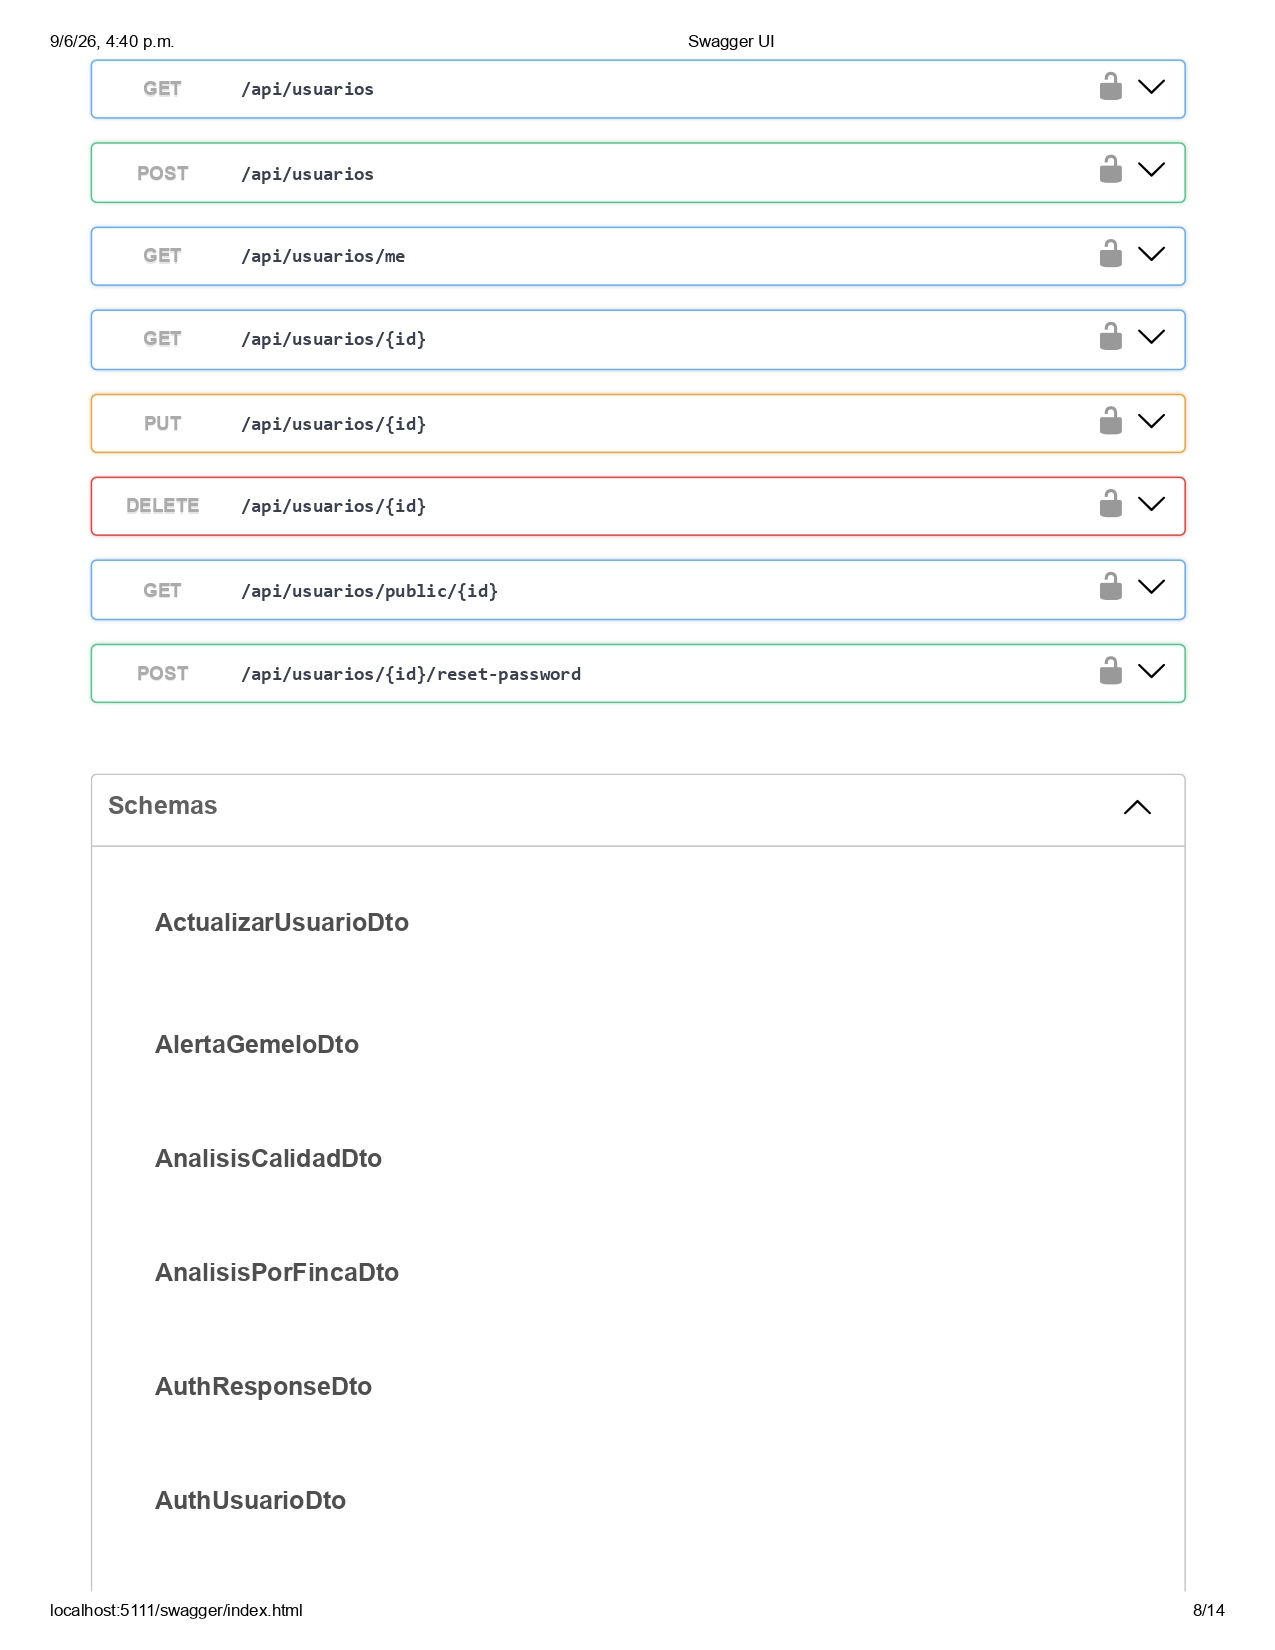 9/6/26, 4:40 p.m. Swagger UI
GET /api/usuarios
POST /api/usuarios
GET /api/usuarios/me
GET /api/usuarios/{id}
PUT /api/usuarios/{id}
DELETE /api/usuarios/{id}
GET /api/usuarios/public/{id}
POST /api/usuarios/{id}/reset-password
Schemas
ActualizarUsuarioDto
AlertaGemeloDto
AnalisisCalidadDto
AnalisisPorFincaDto
AuthResponseDto
AuthUsuarioDto
localhost:5111/swagger/index.html 8/14